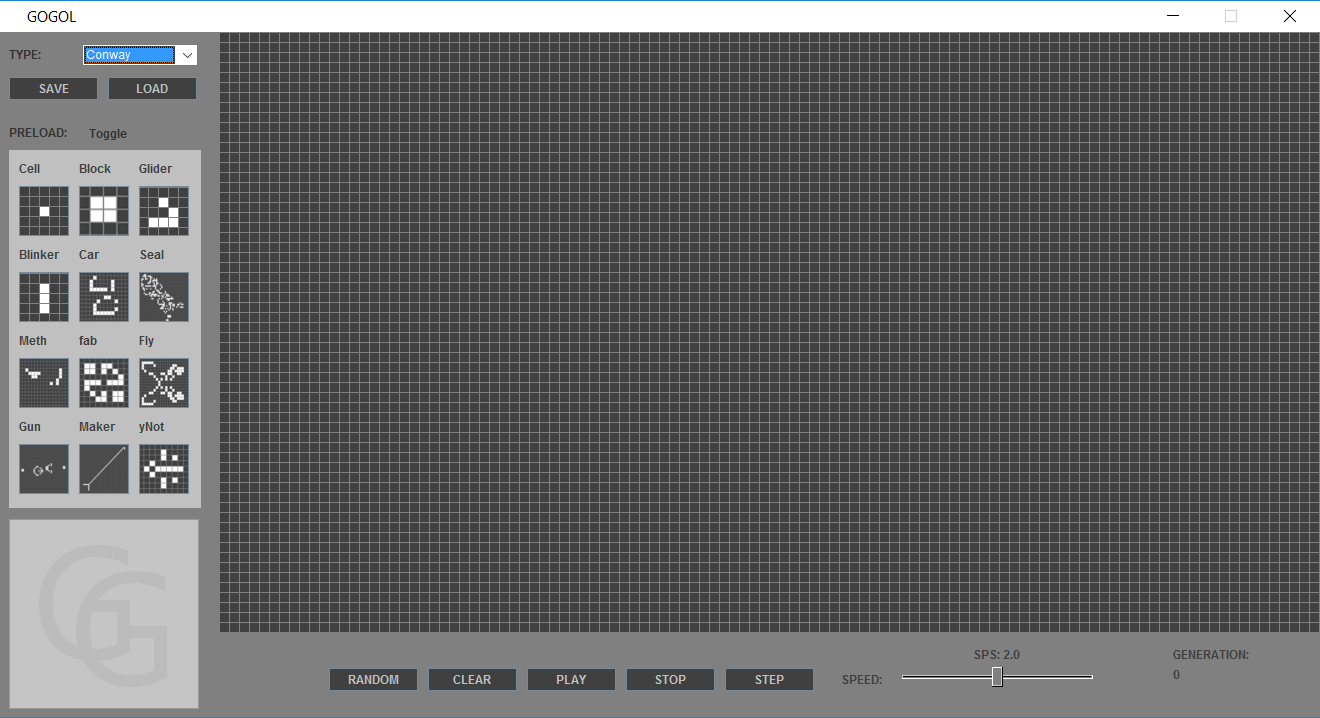 GOGOL
TYPE: Conway
SAVE LOAD
PRELOAD: Toggle
Cell Block Glider
Blinker Car Seal
Meth fab Fly
Gun Maker yNot
GG
SPS: 2.0 GENERATION:
RANDOM CLEAR PLAY STOP STEP SPEED: 0